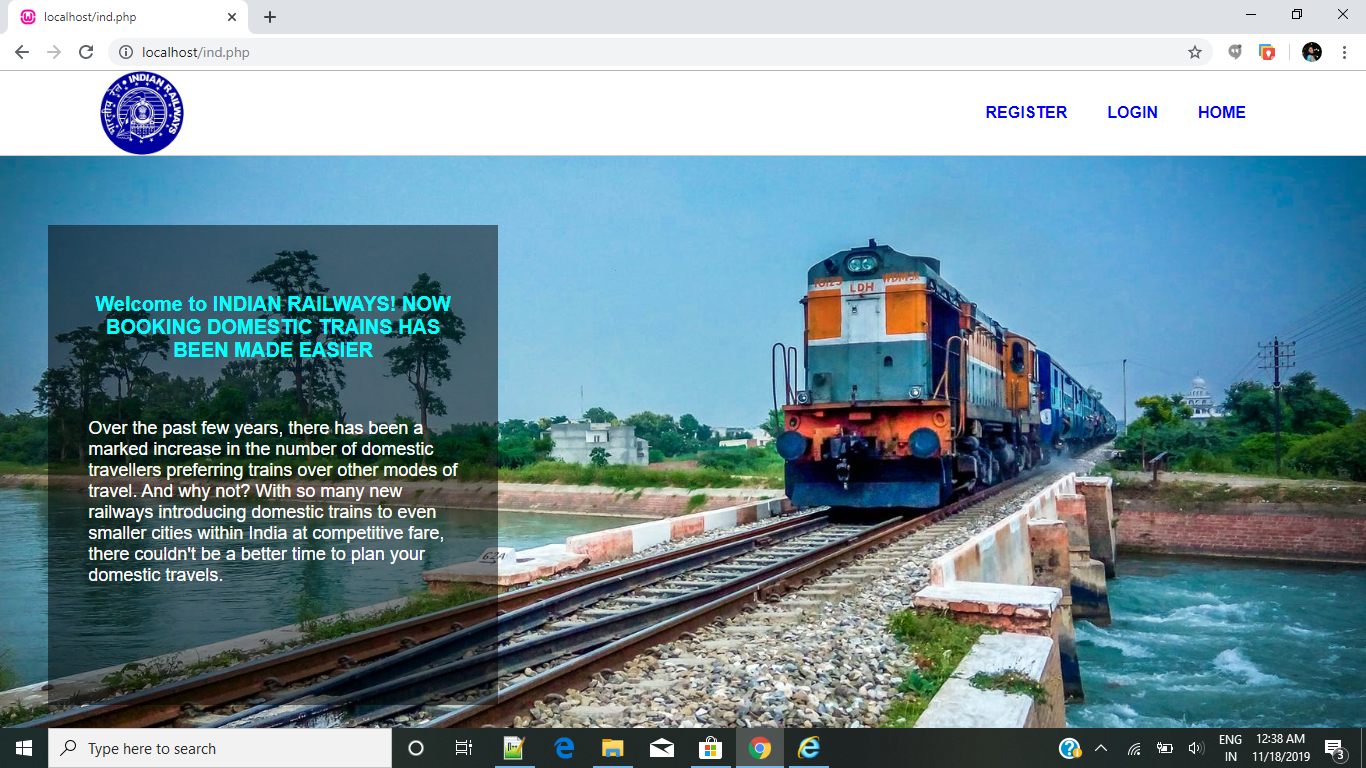 localhost/ind.php
localhost/ind.php
INDIAN RAILWAYS
भारतीय रेल
REGISTER LOGIN HOME
Welcome to INDIAN RAILWAYS! NOW
BOOKING DOMESTIC TRAINS HAS
BEEN MADE EASIER
Over the past few years, there has been a
marked increase in the number of domestic
travellers preferring trains over other modes of
travel. And why not? With so many new
railways introducing domestic trains to even
smaller cities within India at competitive fare,
there couldn't be a better time to plan your
domestic travels.
LDH
62A
Type here to search
ENG
IN
12:38 AM
11/18/2019
3